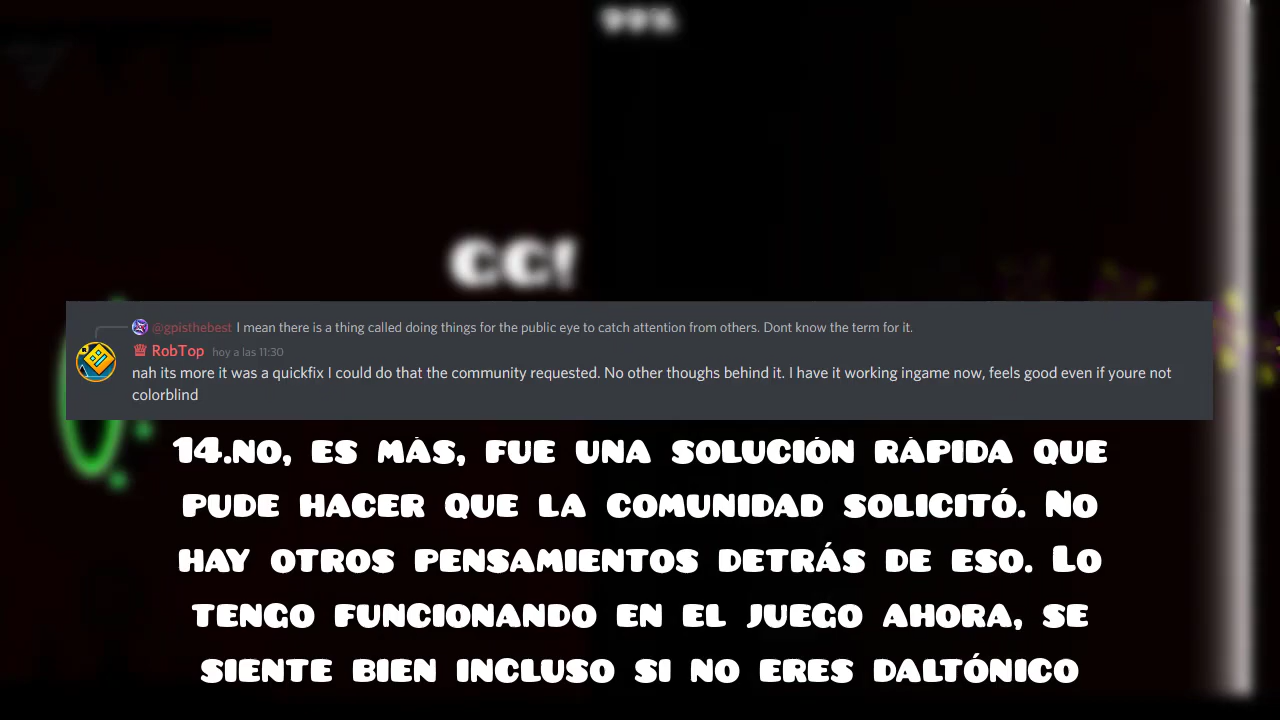 99%
CC!
@gpisthebest I mean there is a thing called doing things for the public eye to catch attention from others. Dont know the term for it.
RobTop hoy a las 11:30
nah its more it was a quickfix I could do that the community requested. No other thoughs behind it. I have it working ingame now, feels good even if youre not
colorblind
14.NO, ES MÁS, FUE UNA SOLUCIÓN RÁPIDA QUE
PUDE HACER QUE LA COMUNIDAD SOLICITÓ. NO
HAY OTROS PENSAMIENTOS DETRÁS DE ESO. LO
TENGO FUNCIONANDO EN EL JUEGO AHORA, SE
SIENTE BIEN INCLUSO SI NO ERES DALTÓNICO